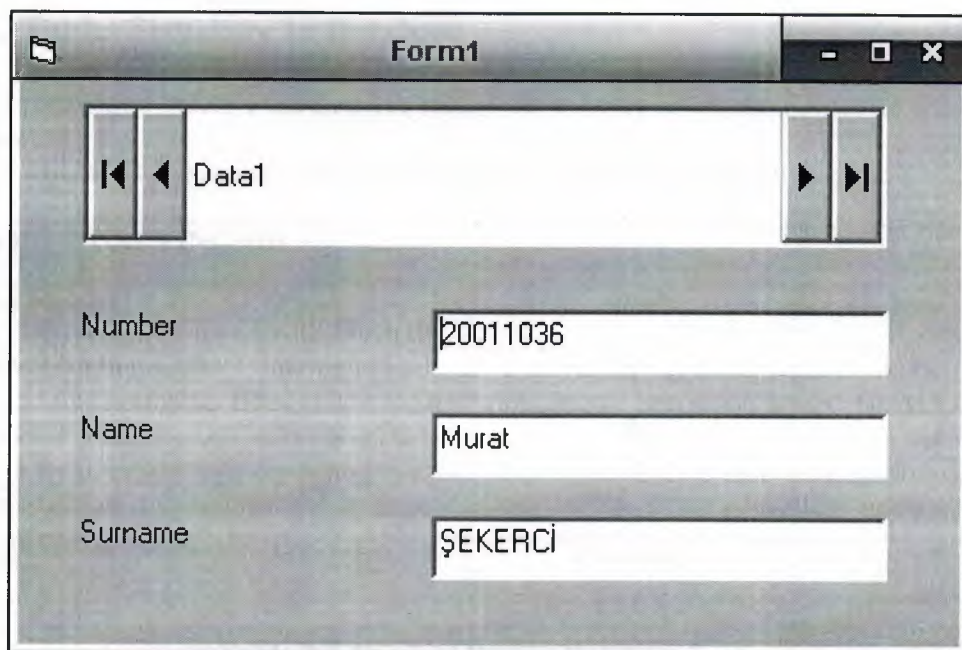 Form1
Data1
Number
20011036
Name
Murat
Surname
ŞEKERCİ